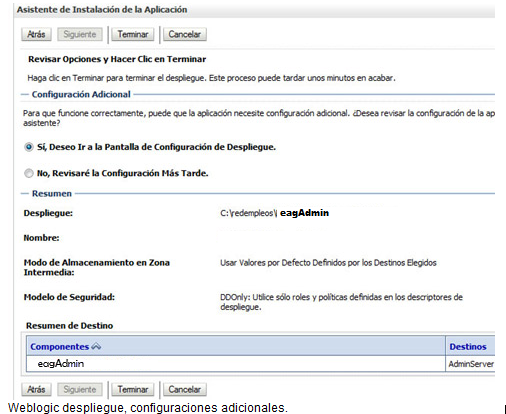 Asistente de Instalación de la Aplicación
Atrás Siguiente Terminar Cancelar
Revisar Opciones y Hacer Clic en Terminar
Haga clic en Terminar para terminar el despliegue. Este proceso puede tardar unos minutos en acabar.
Configuración Adicional
Para que funcione correctamente, puede que la aplicación necesite configuración adicional. ¿Desea revisar la configuración de la ap
asistente?
Sí, Deseo Ir a la Pantalla de Configuración de Despliegue.
No, Revisaré la Configuración Más Tarde.
Resumen
Despliegue: C:\redempleos\ eagAdmin
Nombre:
Modo de Almacenamiento en Zona Usar Valores por Defecto Definidos por los Destinos Elegidos
Intermedia:
Modelo de Seguridad: DDOnly: Utilice sólo roles y políticas definidas en los descriptores de
despliegue.
Resumen de Destino
Componentes Destinos
eagAdmin AdminServer
Atrás Siguiente Terminar Cancelar
Weblogic despliegue, configuraciones adicionales.